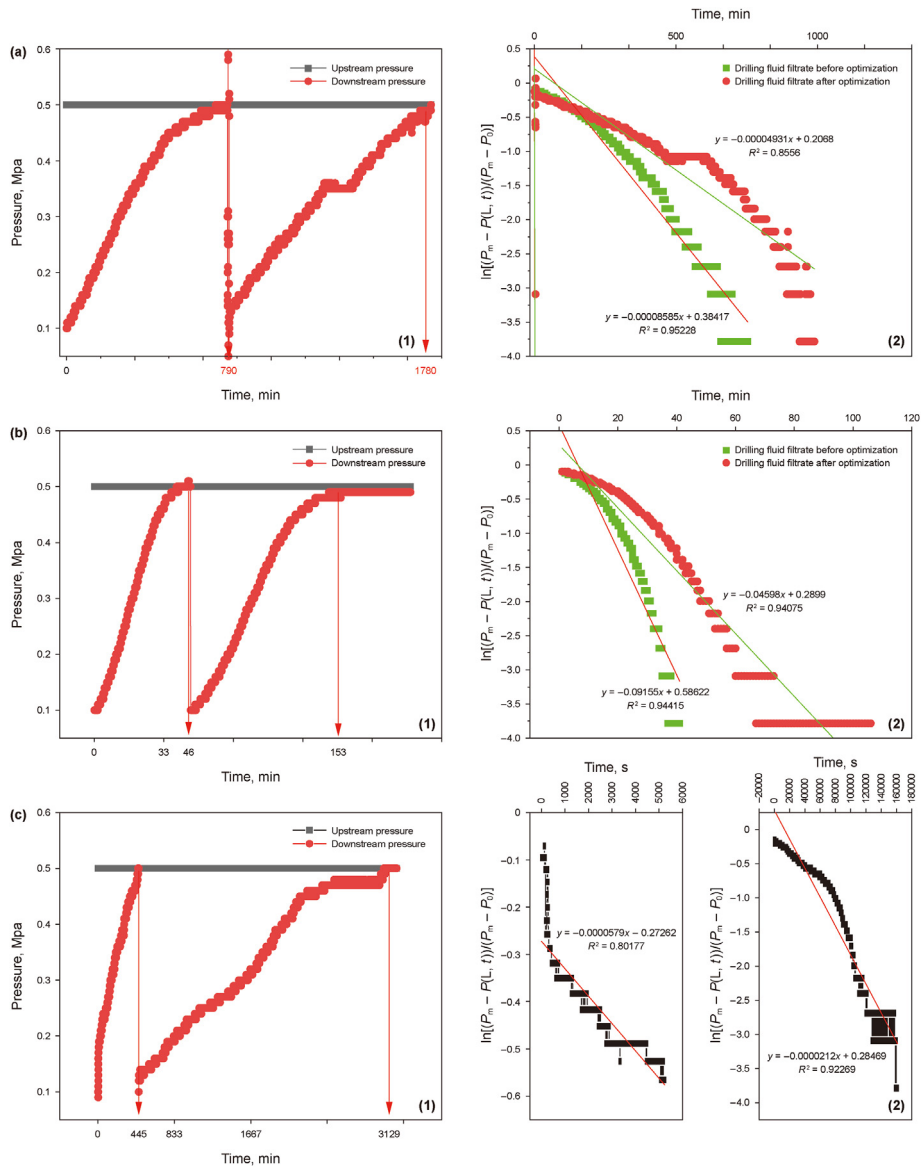 (a)
Upstream pressure
Downstream pressure
Pressure, Mpa
0.6
0.5
0.4
0.3
0.2
0.1
(1)
0
790
1780
Time, min
Time, min
0
500
1000
Drilling fluid filtrate before optimization
Drilling fluid filtrate after optimization
ln[(Pm − P(L, t))/(Pm − P0)]
0.5
0
−0.5
−1.0
−1.5
−2.0
−2.5
−3.0
−3.5
−4.0
y = −0.00004931x + 0.2068
R² = 0.8556
y = −0.00008585x + 0.38417
R² = 0.95228
(2)
(b)
Upstream pressure
Downstream pressure
Pressure, Mpa
0.6
0.5
0.4
0.3
0.2
0.1
(1)
0
33
46
153
Time, min
Time, min
0
20
40
60
80
100
120
Drilling fluid filtrate before optimization
Drilling fluid filtrate after optimization
ln[(Pm − P(L, t))/(Pm − P0)]
0.5
0
−0.5
−1.0
−1.5
−2.0
−2.5
−3.0
−3.5
−4.0
y = −0.04598x + 0.2899
R² = 0.94075
y = −0.09155x + 0.58622
R² = 0.94415
(2)
(c)
Upstream pressure
Downstream pressure
Pressure, Mpa
0.6
0.5
0.4
0.3
0.2
0.1
(1)
0
445
833
1667
3129
Time, min
Time, s
0
1000
2000
3000
4000
5000
6000
ln[(Pm − P(L, t))/(Pm − P0)]
0
−0.1
−0.2
−0.3
−0.4
−0.5
−0.6
y = −0.0000579x − 0.27262
R² = 0.80177
Time, s
20000
0
20000
40000
60000
80000
100000
120000
140000
160000
180000
ln[(Pm − P(L, t))/(Pm − P0)]
0
−0.5
−1.0
−1.5
−2.0
−2.5
−3.0
−3.5
−4.0
y = −0.0000212x + 0.28469
R² = 0.92269
(2)